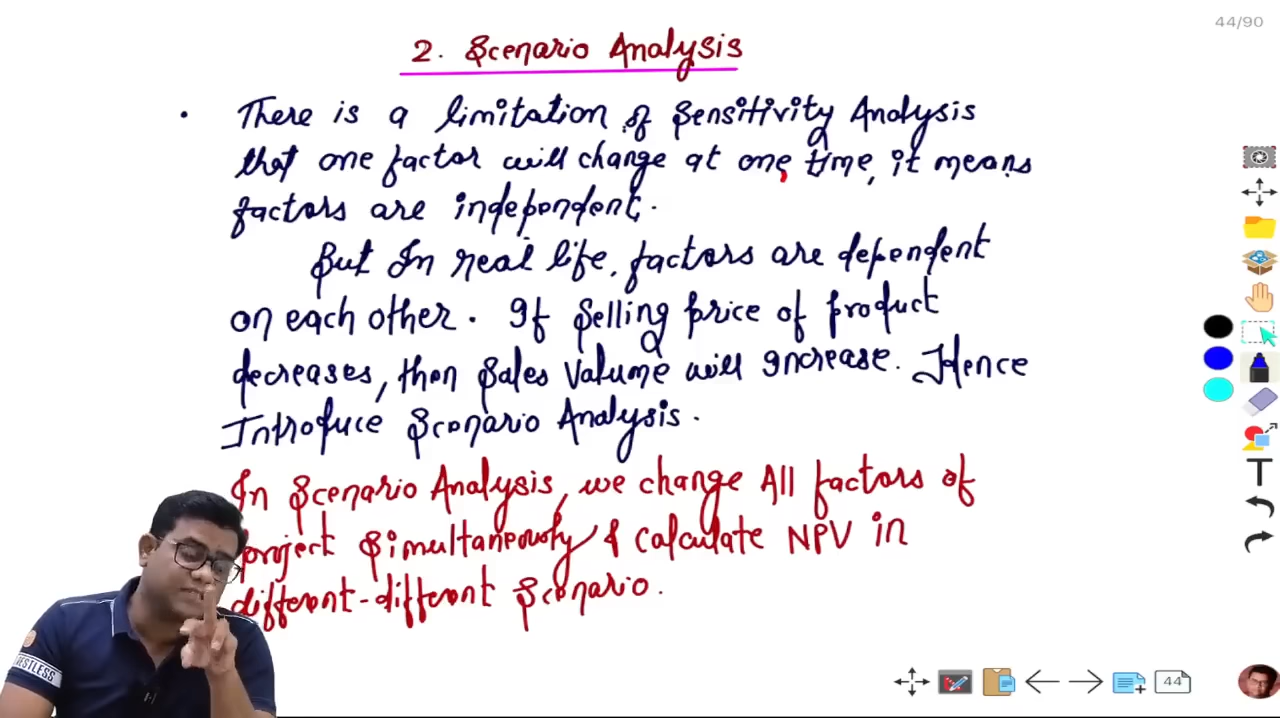 44/90
2. Scenario Analysis
• There is a limitation of Sensitivity Analysis
that one factor will change at one time, it means
factors are independent.
But In real life, factors are dependent
on each other. If Selling price of product
decreases, then Sales Volume will Increase. Hence
Introduce Scenario Analysis.
In Scenario Analysis, we change All factors of
project Simultaneously & Calculate NPV in
different-different Scenario.
RESTLESS
T
44